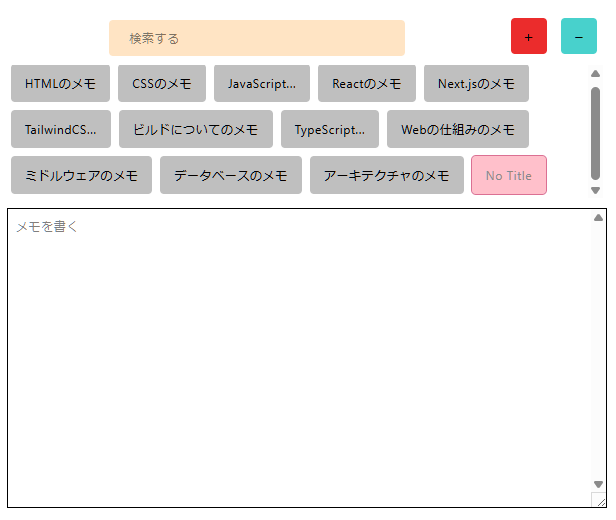 検索する + −
HTMLのメモ CSSのメモ JavaScript... Reactのメモ Next.jsのメモ
TailwindCS... ビルドについてのメモ TypeScript... Webの仕組みのメモ
ミドルウェアのメモ データベースのメモ アーキテクチャのメモ No Title
メモを書く